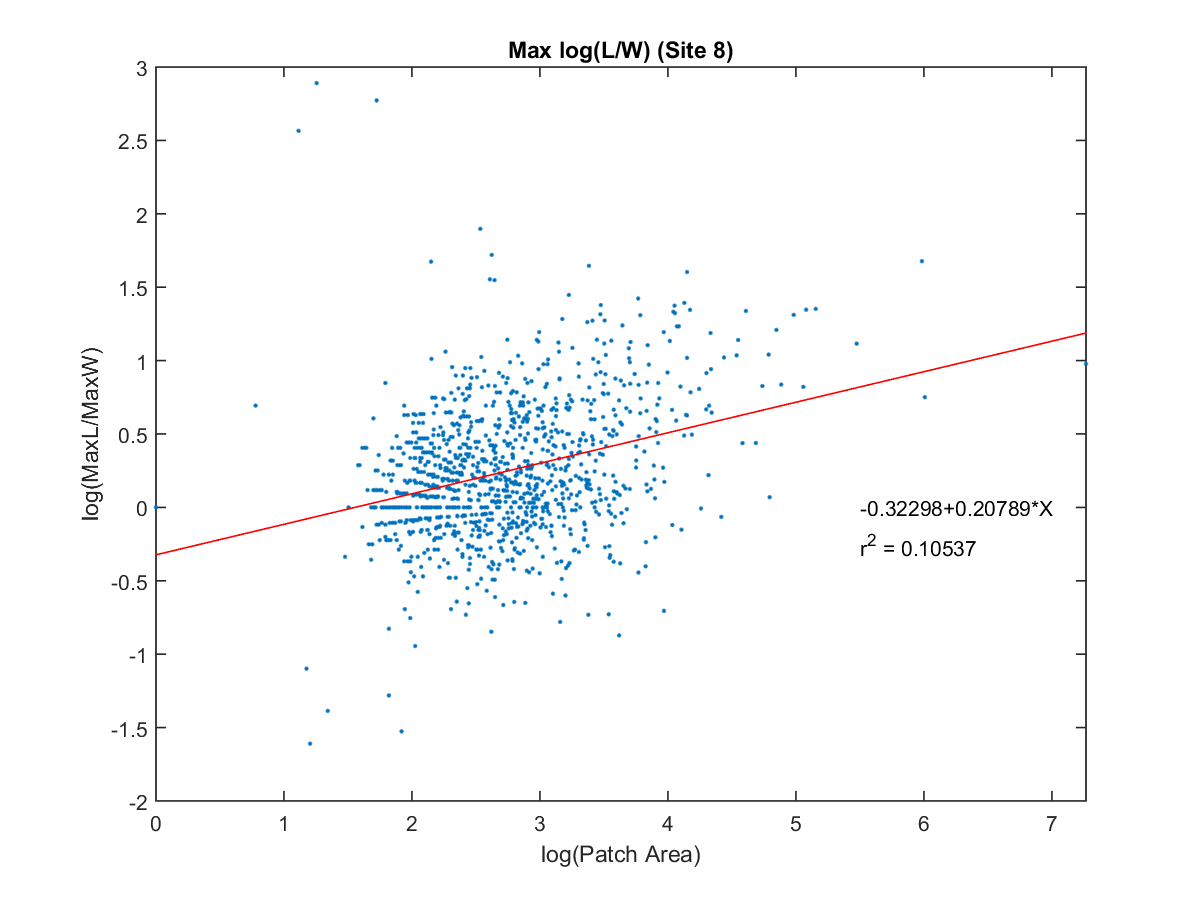 Max log(L/W) (Site 8)
3
2.5
2
1.5
1
0.5
0
-0.5
-1
-1.5
-2
log(MaxL/MaxW)
-0.32298+0.20789*X
r² = 0.10537
0 1 2 3 4 5 6 7
log(Patch Area)